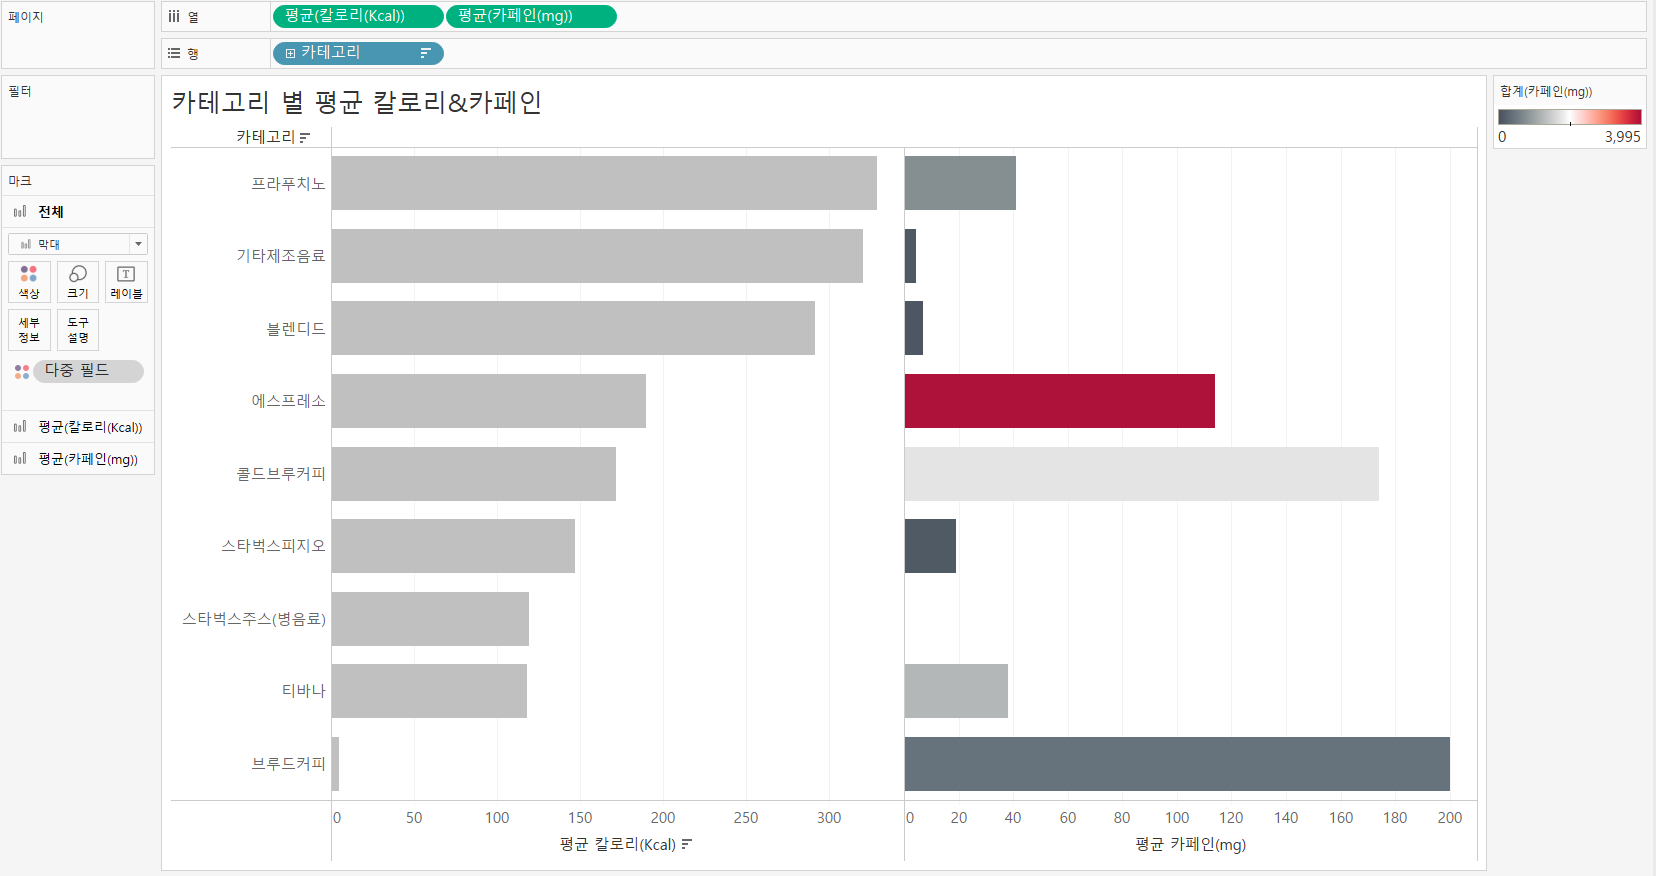 페이지
열
평균(칼로리(Kcal))
평균(카페인(mg))
행
카테고리
필터
마크
전체
막대
색상
크기
레이블
세부
정보
도구
설명
다중 필드
평균(칼로리(Kcal))
평균(카페인(mg))
카테고리 별 평균 칼로리&카페인
카테고리
프라푸치노
기타제조음료
블렌디드
에스프레소
콜드브루커피
스타벅스피지오
스타벅스주스(병음료)
티바나
브루드커피
0 50 100 150 200 250 300
평균 칼로리(Kcal)
0 20 40 60 80 100 120 140 160 180 200
평균 카페인(mg)
합계(카페인(mg))
0 3,995